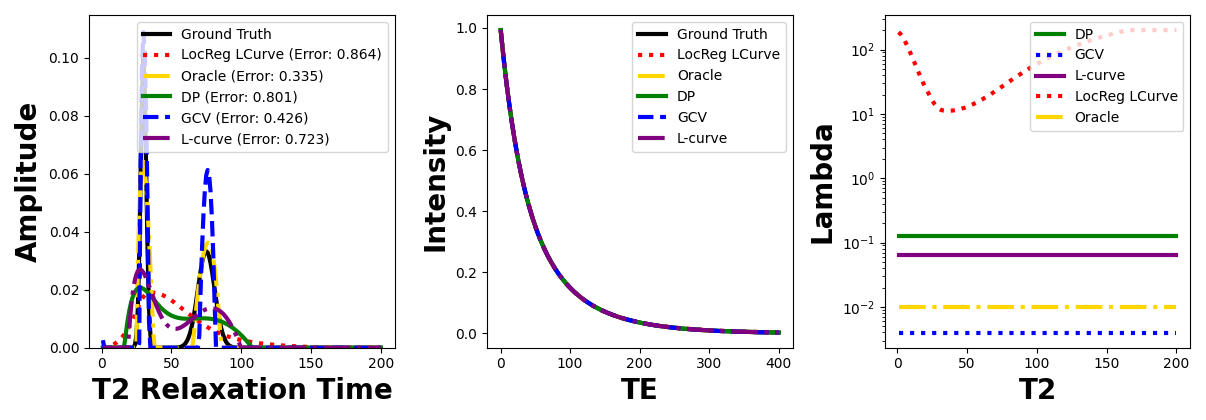 Amplitude
0.10
0.08
0.06
0.04
0.02
0.00
Ground Truth
LocReg LCurve (Error: 0.864)
Oracle (Error: 0.335)
DP (Error: 0.801)
GCV (Error: 0.426)
L-curve (Error: 0.723)
0 50 100 150 200
T2 Relaxation Time
Intensity
1.0
0.8
0.6
0.4
0.2
0.0
Ground Truth
LocReg LCurve
Oracle
DP
GCV
L-curve
0 100 200 300 400
TE
Lambda
10²
10¹
10⁰
10⁻¹
10⁻²
DP
GCV
L-curve
LocReg LCurve
Oracle
0 50 100 150 200
T2